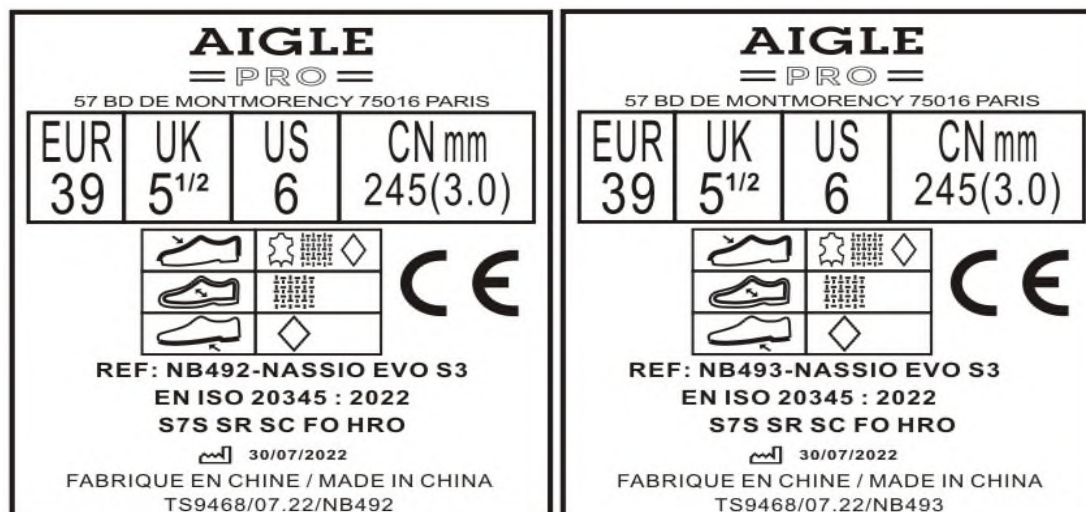 AIGLE
PRO
57 BD DE MONTMORENCY 75016 PARIS
EUR UK US CN mm
39 5 1/2 6 245(3.0)
CE
REF: NB492-NASSIO EVO S3
EN ISO 20345 : 2022
S7S SR SC FO HRO
30/07/2022
FABRIQUE EN CHINE / MADE IN CHINA
TS9468/07.22/NB492
AIGLE
PRO
57 BD DE MONTMORENCY 75016 PARIS
EUR UK US CN mm
39 5 1/2 6 245(3.0)
CE
REF: NB493-NASSIO EVO S3
EN ISO 20345 : 2022
S7S SR SC FO HRO
30/07/2022
FABRIQUE EN CHINE / MADE IN CHINA
TS9468/07.22/NB493